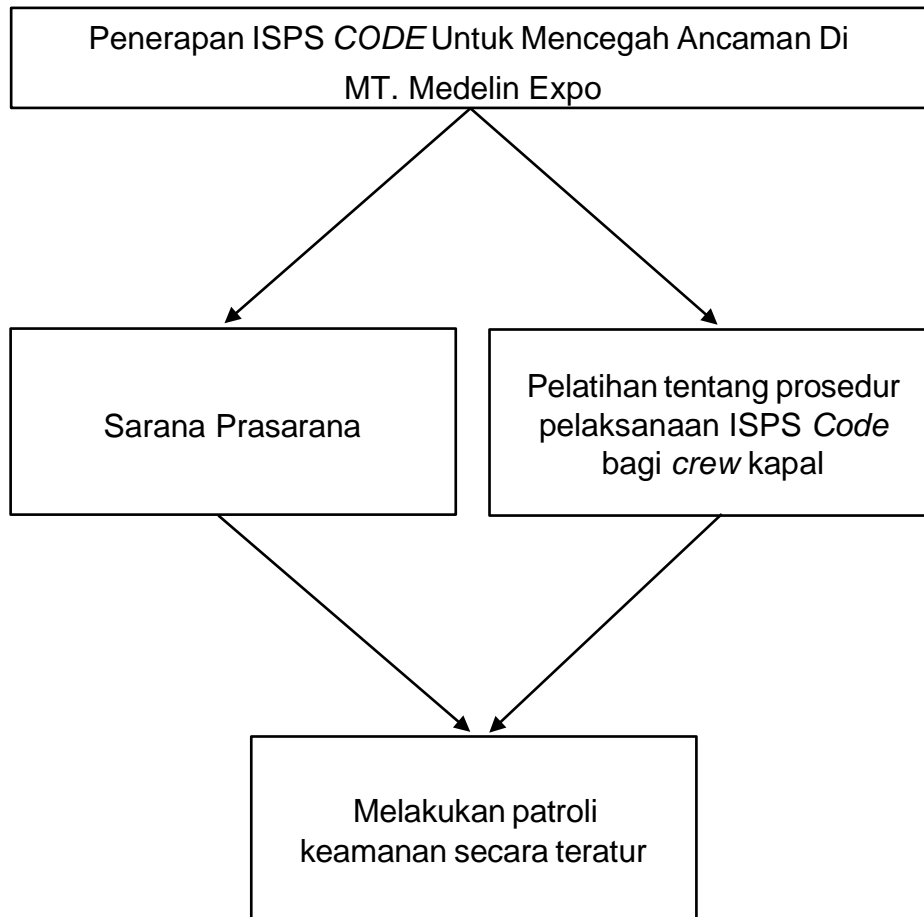 Penerapan ISPS CODE Untuk Mencegah Ancaman Di
MT. Medelin Expo
Sarana Prasarana
Pelatihan tentang prosedur
pelaksanaan ISPS Code
bagi crew kapal
Melakukan patroli
keamanan secara teratur